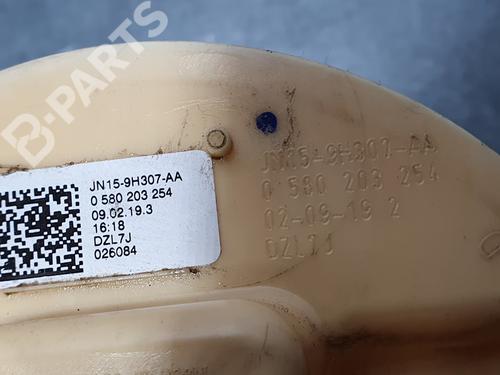 B-PARTS
JN15-9H307-AA
0 580 203 254
09.02.19.3
16:18
DZL7J
026084
JN15-9H307-AA
0 580 203 254
02-09-19 2
DZL7J